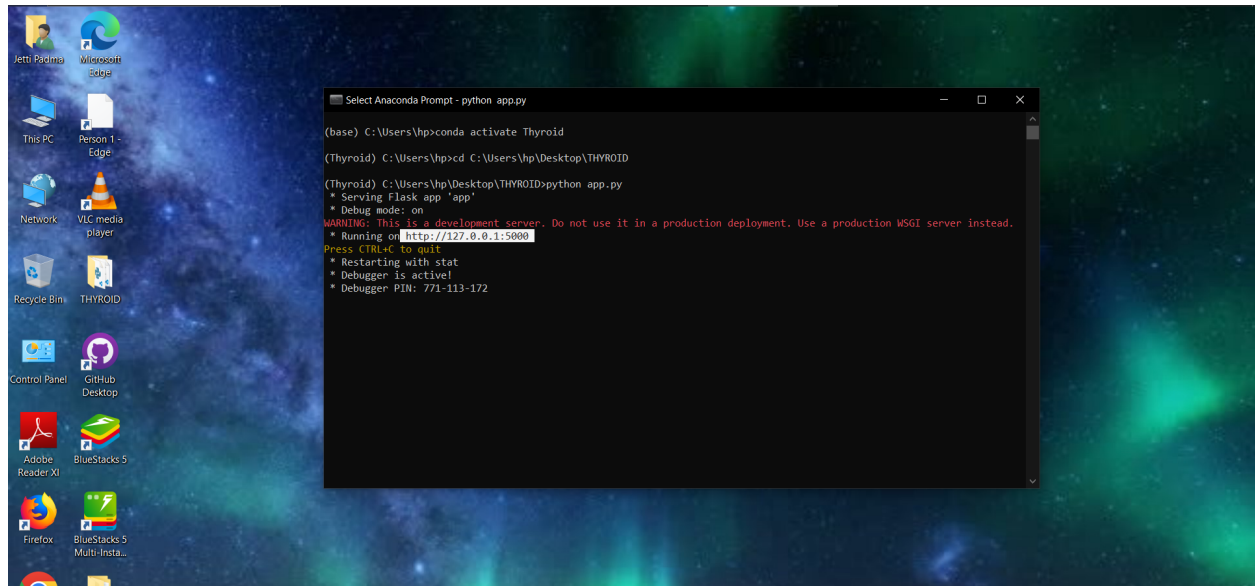 Jetti Padma
Microsoft
Edge
This PC
Person 1 -
Edge
Network
VLC media
player
Recycle Bin
THYROID
Control Panel
GitHub
Desktop
Adobe
Reader XI
BlueStacks 5
Firefox
BlueStacks 5
Multi-Insta...
Select Anaconda Prompt - python  app.py
(base) C:\Users\hp>conda activate Thyroid
(Thyroid) C:\Users\hp>cd C:\Users\hp\Desktop\THYROID
(Thyroid) C:\Users\hp\Desktop\THYROID>python app.py
 * Serving Flask app 'app'
 * Debug mode: on
WARNING: This is a development server. Do not use it in a production deployment. Use a production WSGI server instead.
 * Running on http://127.0.0.1:5000
Press CTRL+C to quit
 * Restarting with stat
 * Debugger is active!
 * Debugger PIN: 771-113-172